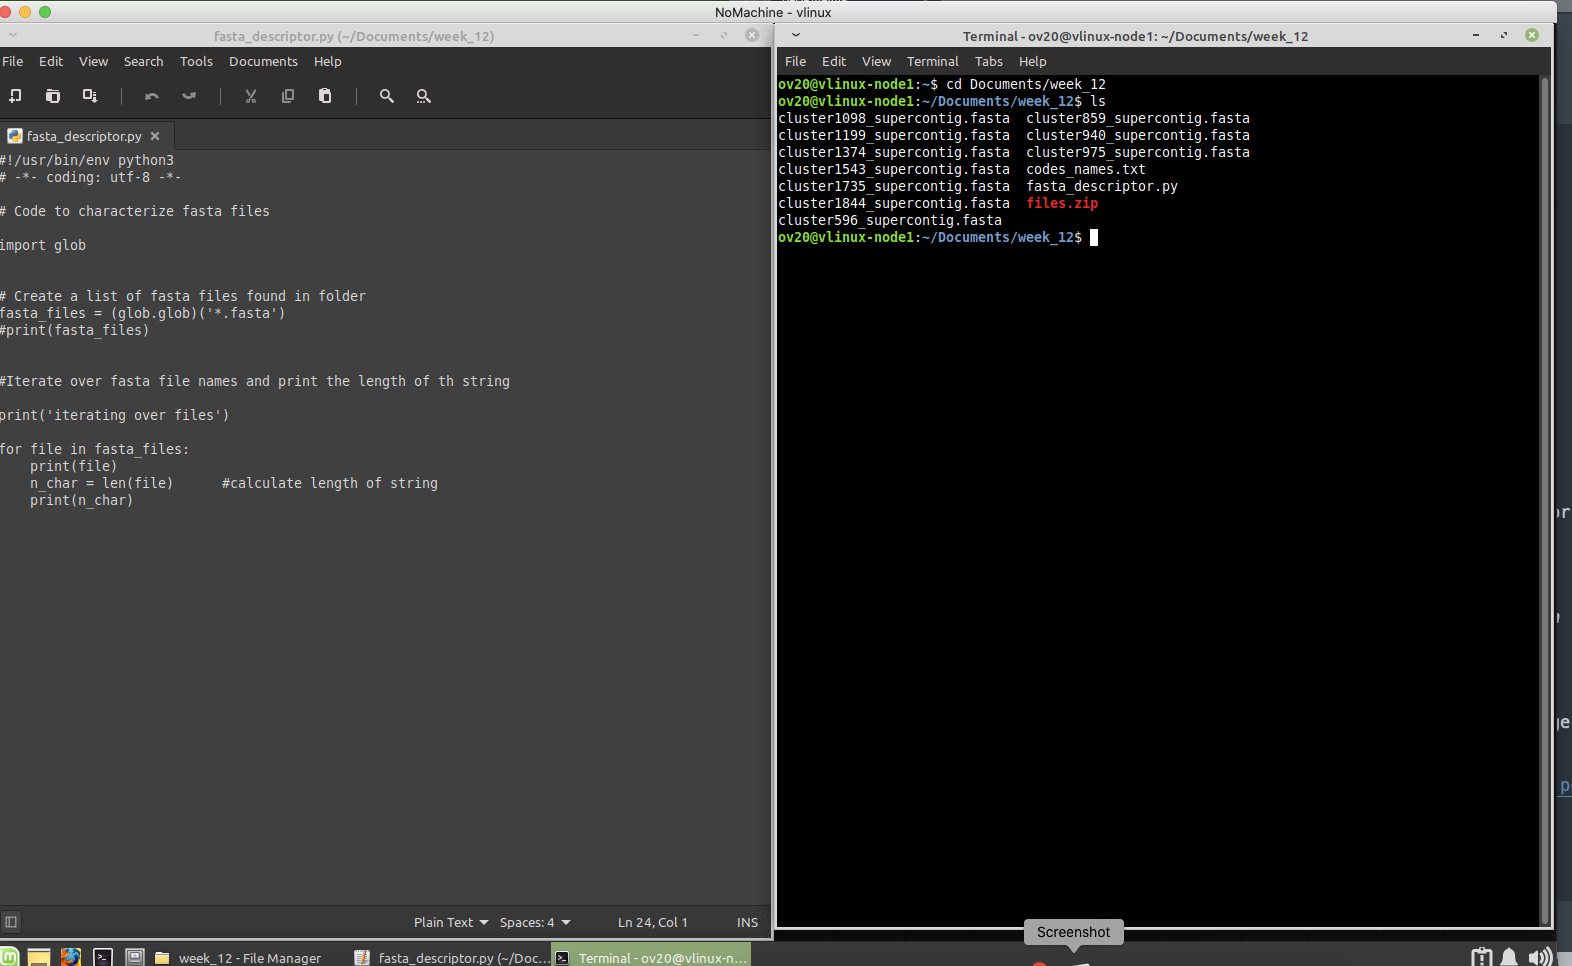 NoMachine - vlinux
fasta_descriptor.py (~/Documents/week_12)
File Edit View Search Tools Documents Help
fasta_descriptor.py
#!/usr/bin/env python3
# -*- coding: utf-8 -*-
# Code to characterize fasta files
import glob
# Create a list of fasta files found in folder
fasta_files = (glob.glob)('*.fasta')
#print(fasta_files)
#Iterate over fasta file names and print the length of th string
print('iterating over files')
for file in fasta_files:
    print(file)
    n_char = len(file)      #calculate length of string
    print(n_char)
Plain Text Spaces: 4 Ln 24, Col 1 INS
Terminal - ov20@vlinux-node1: ~/Documents/week_12
File Edit View Terminal Tabs Help
ov20@vlinux-node1:~$ cd Documents/week_12
ov20@vlinux-node1:~/Documents/week_12$ ls
cluster1098_supercontig.fasta  cluster859_supercontig.fasta
cluster1199_supercontig.fasta  cluster940_supercontig.fasta
cluster1374_supercontig.fasta  cluster975_supercontig.fasta
cluster1543_supercontig.fasta  codes_names.txt
cluster1735_supercontig.fasta  fasta_descriptor.py
cluster1844_supercontig.fasta  files.zip
cluster596_supercontig.fasta
ov20@vlinux-node1:~/Documents/week_12$
Screenshot
week_12 - File Manager
fasta_descriptor.py (~/Doc...
Terminal - ov20@vlinux-n...